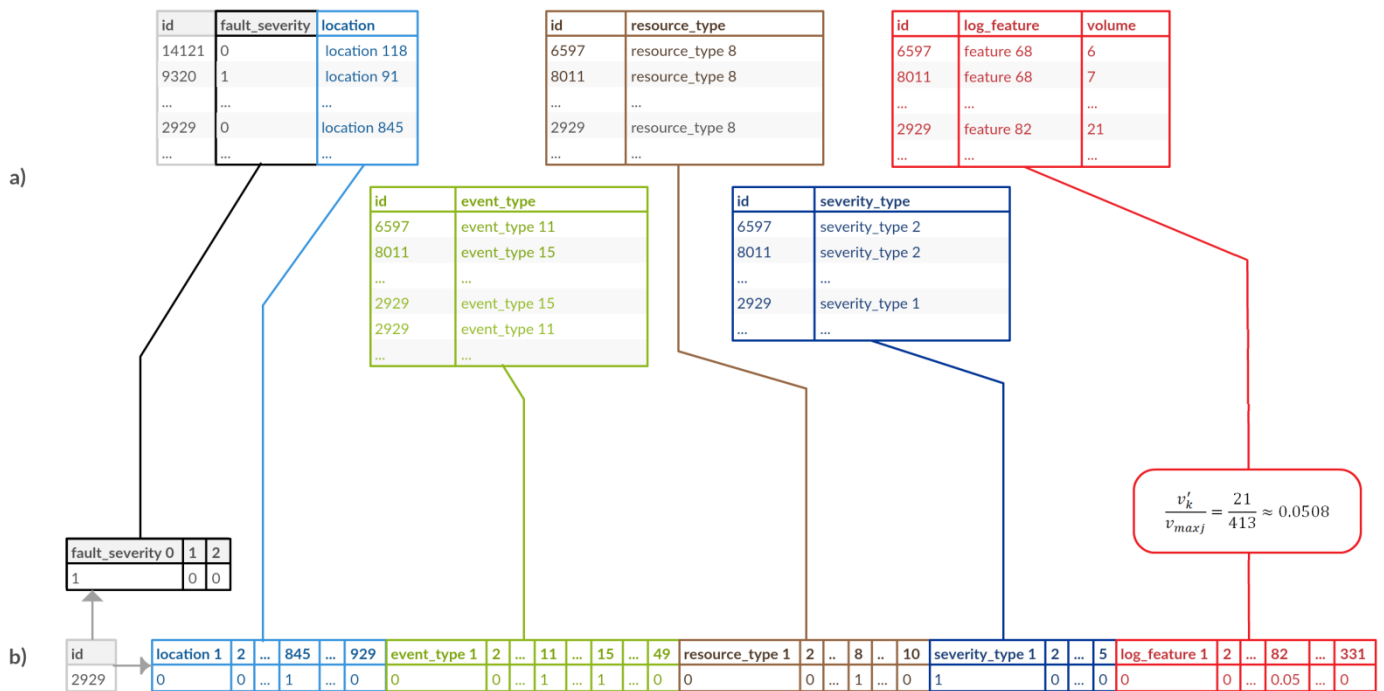 a)
id fault_severity location
14121 0 location 118
9320 1 location 91
... ... ...
2929 0 location 845
... ... ...
id resource_type
6597 resource_type 8
8011 resource_type 8
... ...
2929 resource_type 8
... ...
id log_feature volume
6597 feature 68 6
8011 feature 68 7
... ... ...
2929 feature 82 21
... ... ...
id event_type
6597 event_type 11
8011 event_type 15
... ...
2929 event_type 15
2929 event_type 11
... ...
id severity_type
6597 severity_type 2
8011 severity_type 2
... ...
2929 severity_type 1
... ...
v'_k / v_maxj = 21 / 413 ≈ 0.0508
fault_severity 0 1 2
1 0 0
b)
id location 1 2 ... 845 ... 929 event_type 1 2 ... 11 ... 15 ... 49 resource_type 1 2 .. 8 .. 10 severity_type 1 2 ... 5 log_feature 1 2 ... 82 ... 331
2929 0 0 ... 1 ... 0 0 0 ... 1 ... 1 ... 0 0 0 ... 1 ... 0 1 0 ... 0 0 0 ... 0.05 ... 0